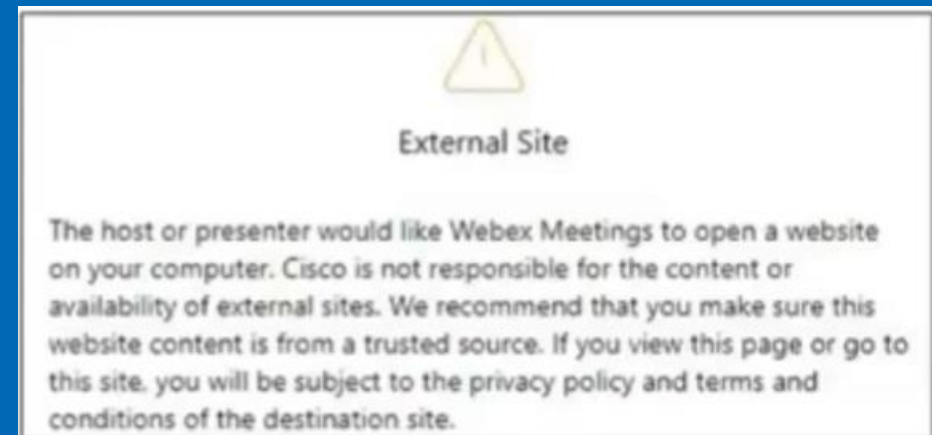 External Site
The host or presenter would like Webex Meetings to open a website
on your computer. Cisco is not responsible for the content or
availability of external sites. We recommend that you make sure this
website content is from a trusted source. If you view this page or go to
this site. you will be subject to the privacy policy and terms and
conditions of the destination site.